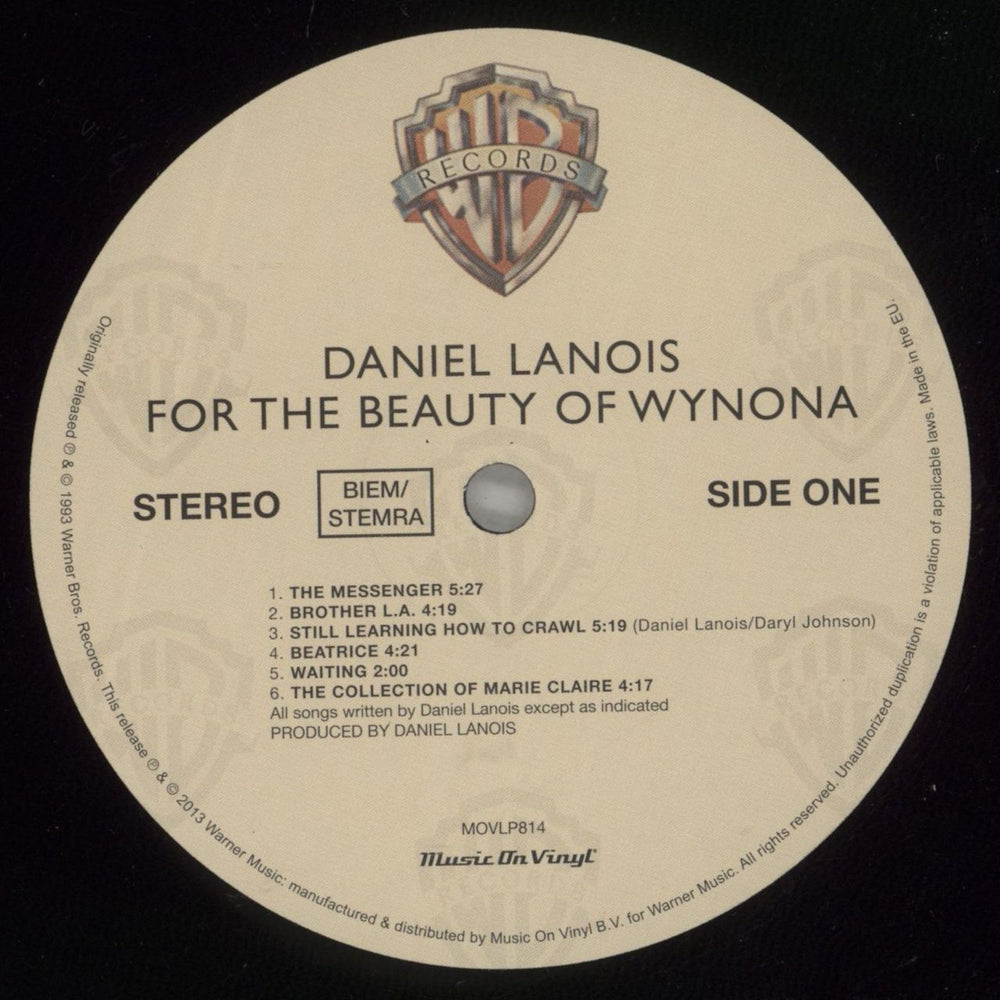 WB
RECORDS
DANIEL LANOIS
FOR THE BEAUTY OF WYNONA
STEREO
BIEM/
STEMRA
SIDE ONE
1. THE MESSENGER 5:27
2. BROTHER L.A. 4:19
3. STILL LEARNING HOW TO CRAWL 5:19 (Daniel Lanois/Daryl Johnson)
4. BEATRICE 4:21
5. WAITING 2:00
6. THE COLLECTION OF MARIE CLAIRE 4:17
All songs written by Daniel Lanois except as indicated
PRODUCED BY DANIEL LANOIS
MOVLP814
Music On Vinyl
Originally released ℗ & © 1993 Warner Bros. Records. This release ℗ & © 2013 Warner Music: manufactured & distributed by Music On Vinyl B.V. for Warner Music. All rights reserved. Unauthorized duplication is a violation of applicable laws. Made in the EU.